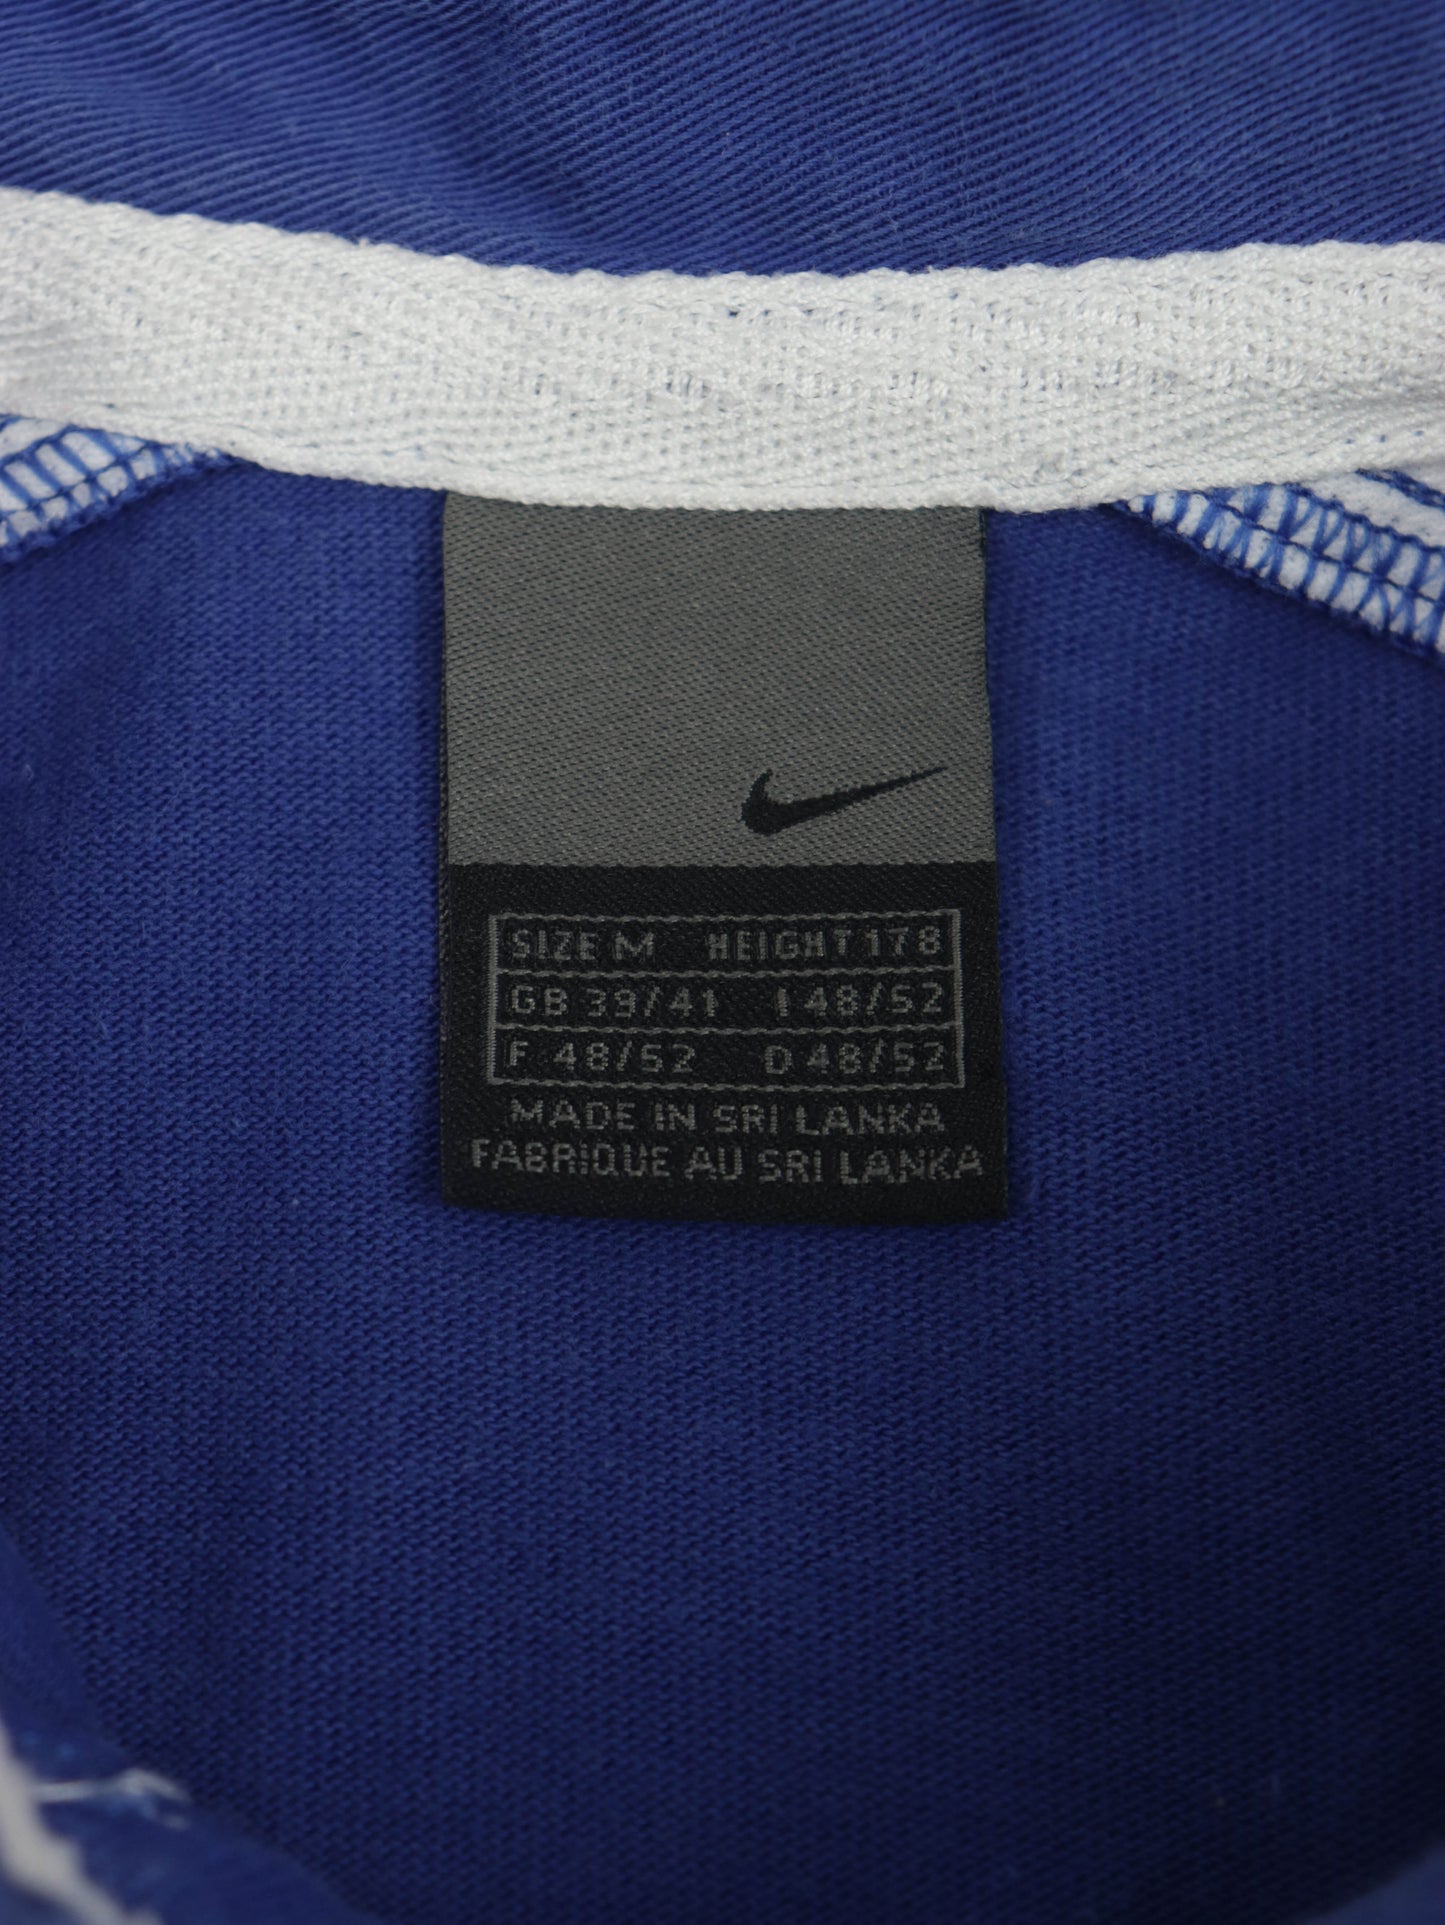 SIZE M HEIGHT 178
GB 39/41 I 48/52
F 48/52 D 48/52
MADE IN SRI LANKA
FABRIQUE AU SRI LANKA